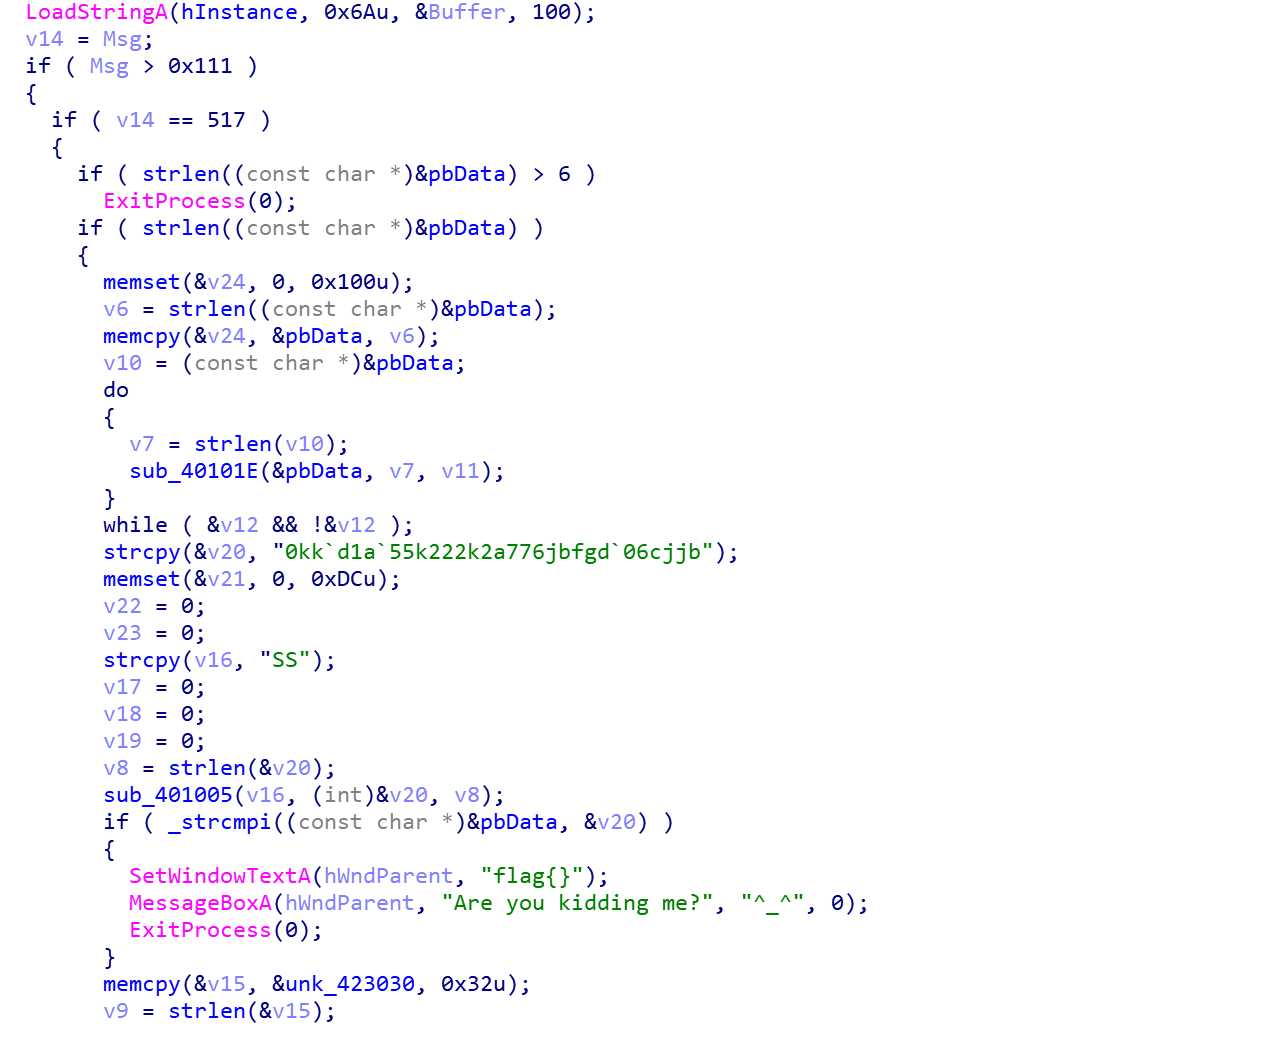 LoadStringA(hInstance, 0x6Au, &Buffer, 100);
v14 = Msg;
if ( Msg > 0x111 )
{
if ( v14 == 517 )
{
if ( strlen((const char *)&pbData) > 6 )
ExitProcess(0);
if ( strlen((const char *)&pbData) )
{
memset(&v24, 0, 0x100u);
v6 = strlen((const char *)&pbData);
memcpy(&v24, &pbData, v6);
v10 = (const char *)&pbData;
do
{
v7 = strlen(v10);
sub_40101E(&pbData, v7, v11);
}
while ( &v12 && !&v12 );
strcpy(&v20, "0kk`d1a`55k222k2a776jbfgd`06cjjb");
memset(&v21, 0, 0xDCu);
v22 = 0;
v23 = 0;
strcpy(v16, "SS");
v17 = 0;
v18 = 0;
v19 = 0;
v8 = strlen(&v20);
sub_401005(v16, (int)&v20, v8);
if ( _strcmpi((const char *)&pbData, &v20) )
{
SetWindowTextA(hWndParent, "flag{}");
MessageBoxA(hWndParent, "Are you kidding me?", "^_^", 0);
ExitProcess(0);
}
memcpy(&v15, &unk_423030, 0x32u);
v9 = strlen(&v15);